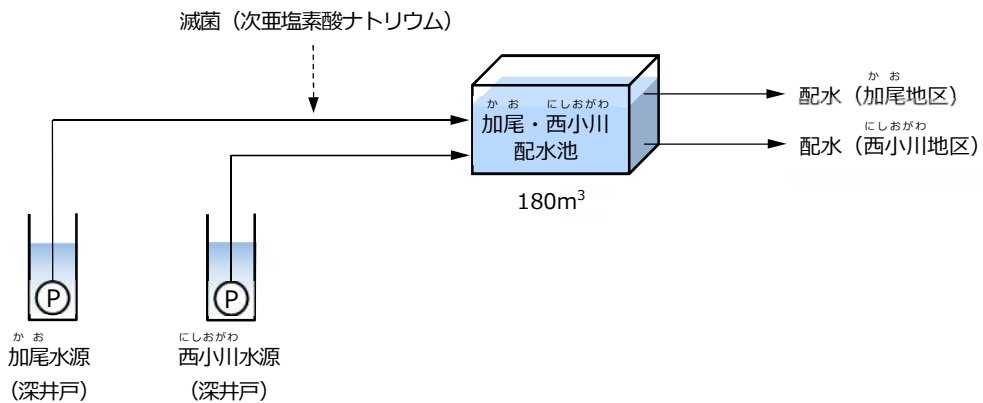 滅菌（次亜塩素酸ナトリウム）
かお にしおがわ
加尾・西小川
配水池
180m³
かお
配水（加尾地区）
にしおがわ
配水（西小川地区）
P
P
かお
加尾水源
（深井戸）
にしおがわ
西小川水源
（深井戸）